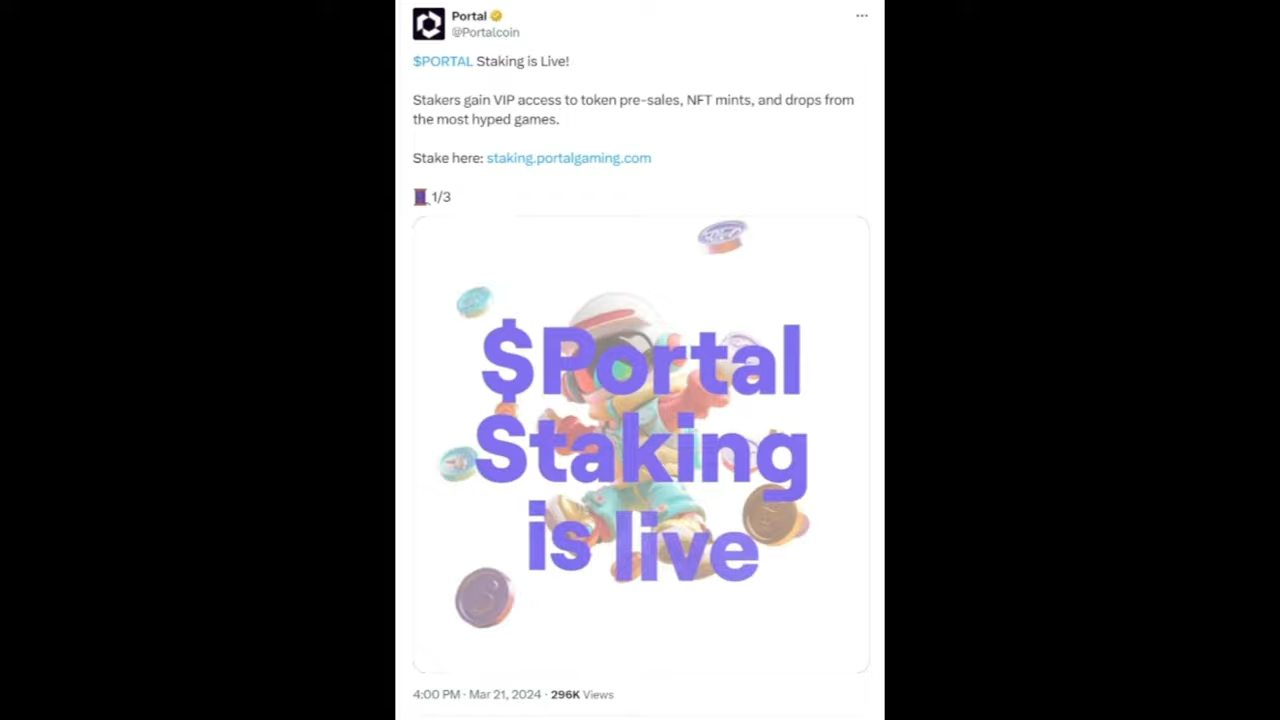 Portal
@Portalcoin
$PORTAL Staking is Live!
Stakers gain VIP access to token pre-sales, NFT mints, and drops from
the most hyped games.
Stake here: staking.portalgaming.com
1/3
$Portal
Staking
is live
4:00 PM · Mar 21, 2024 · 296K Views